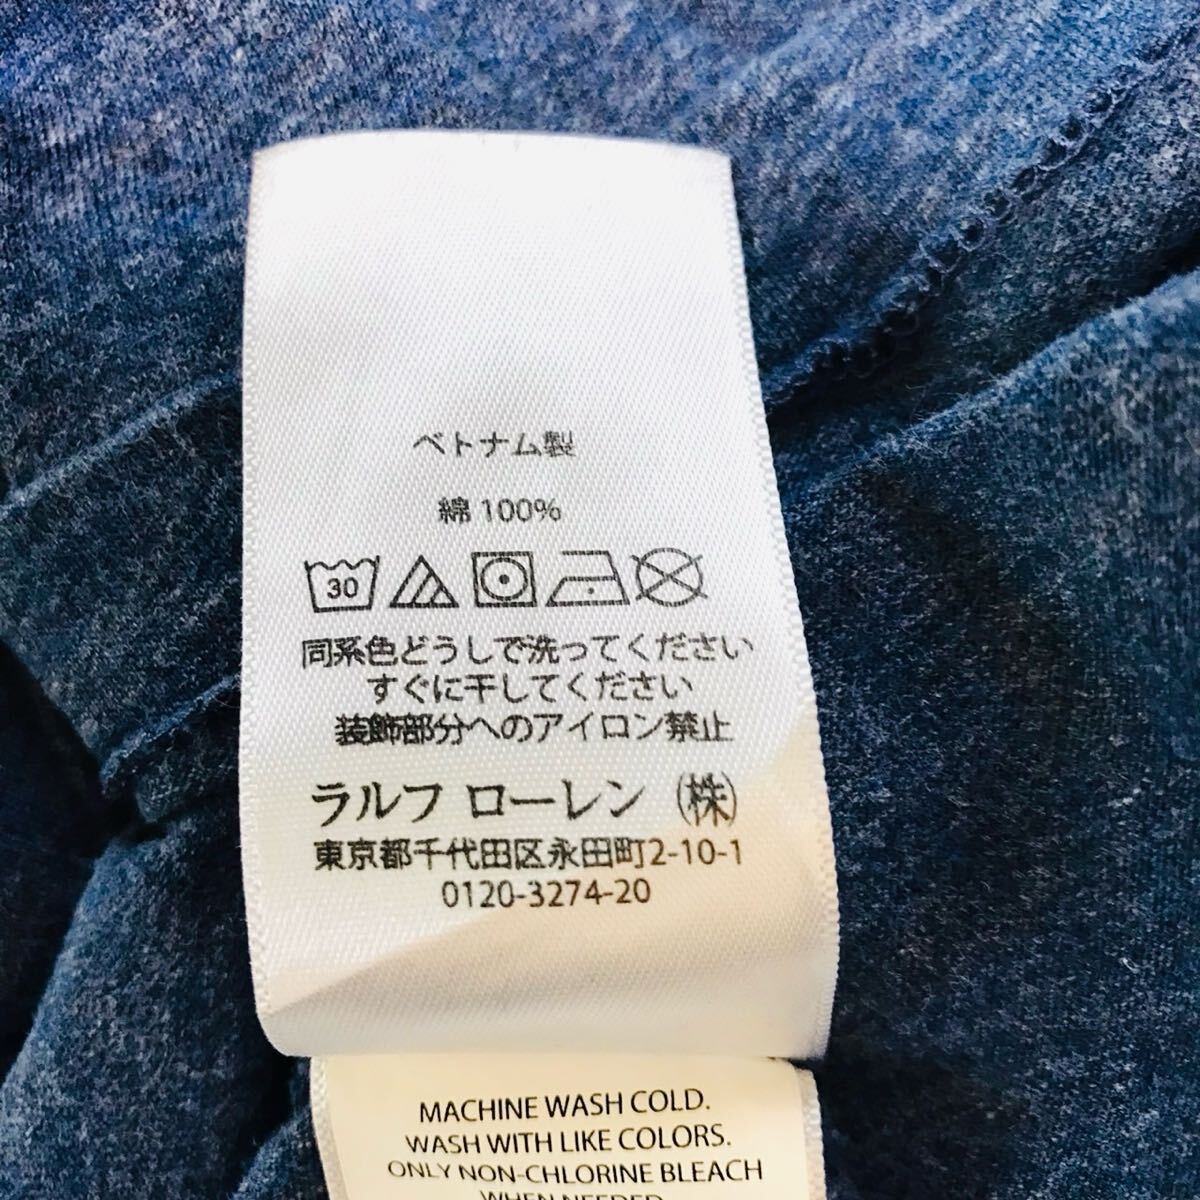 ベトナム製
綿 100%
30
同系色どうしで洗ってください
すぐに干してください
装飾部分へのアイロン禁止
ラルフ ローレン (株)
東京都千代田区永田町2-10-1
0120-3274-20
MACHINE WASH COLD.
WASH WITH LIKE COLORS.
ONLY NON-CHLORINE BLEACH
WHEN NEEDED.